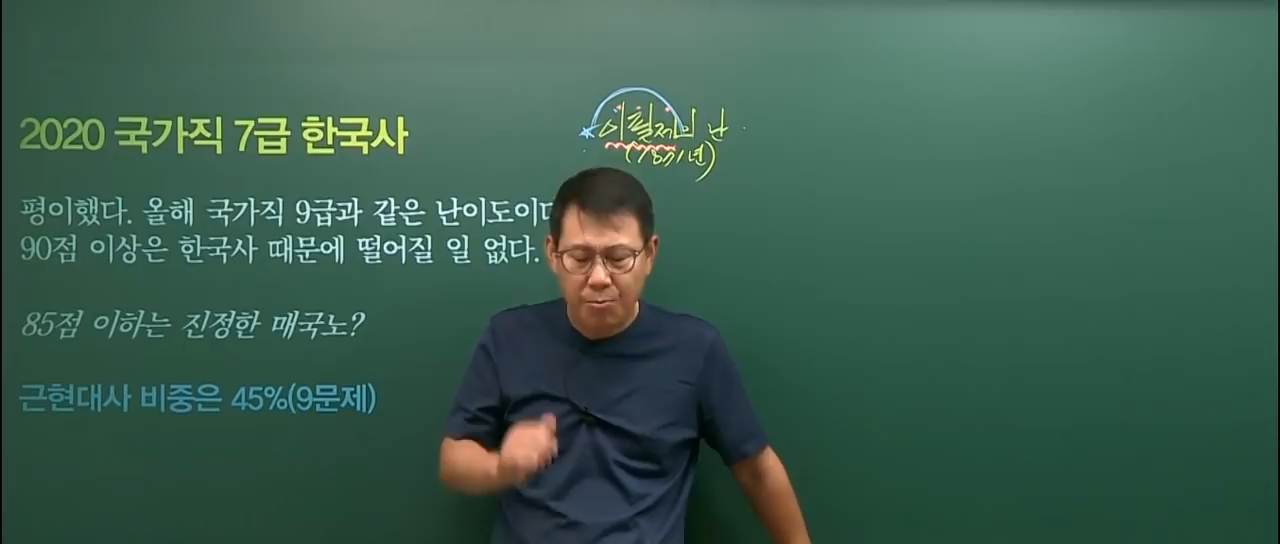 2020 국가직 7급 한국사
이필제의 난
(1871년)
평이했다. 올해 국가직 9급과 같은 난이도이다
90점 이상은 한국사 때문에 떨어질 일 없다.
85점 이하는 진정한 매국노?
근현대사 비중은 45%(9문제)